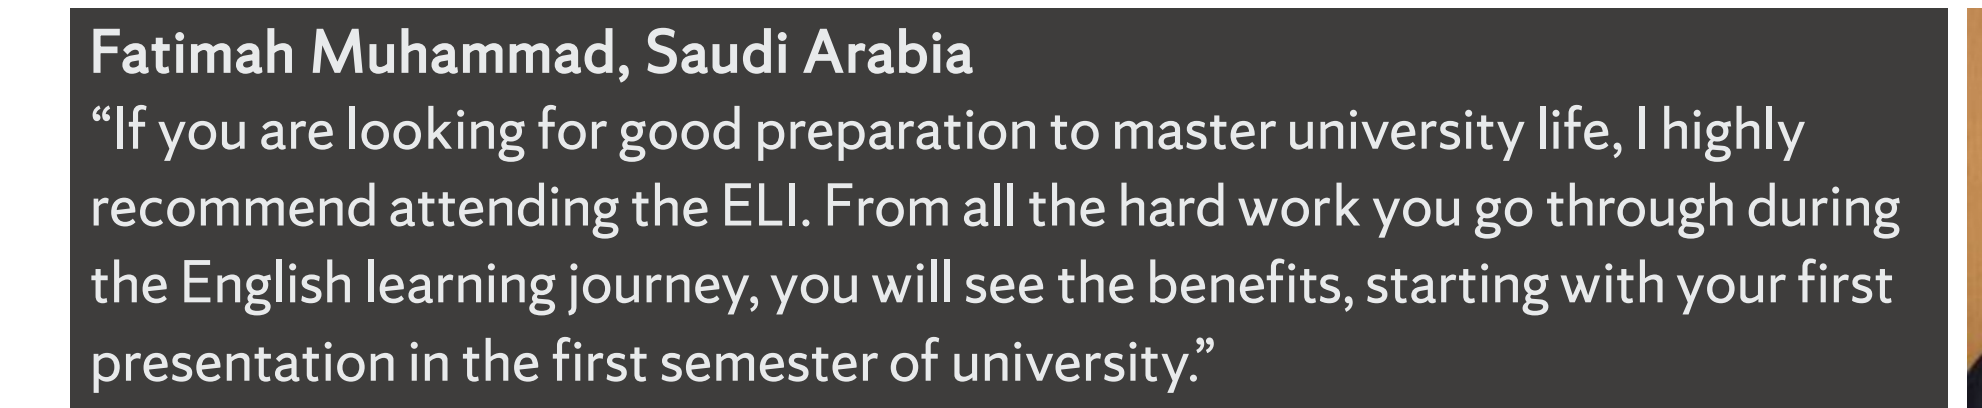 Fatimah Muhammad, Saudi Arabia
“If you are looking for good preparation to master university life, I highly
recommend attending the ELI. From all the hard work you go through during
the English learning journey, you will see the benefits, starting with your first
presentation in the first semester of university.”